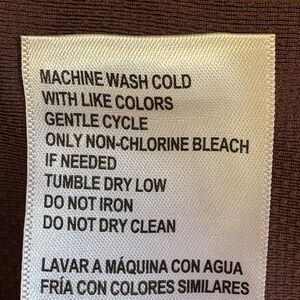 MACHINE WASH COLD
WITH LIKE COLORS
GENTLE CYCLE
ONLY NON-CHLORINE BLEACH
IF NEEDED
TUMBLE DRY LOW
DO NOT IRON
DO NOT DRY CLEAN
LAVAR A MÁQUINA CON AGUA
FRÍA CON COLORES SIMILARES